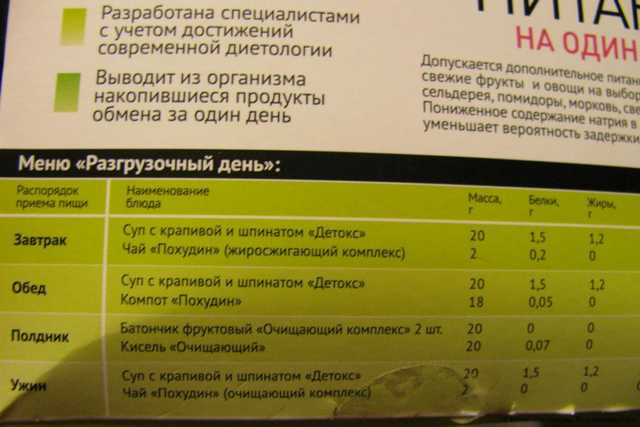 Разработана специалистами
с учетом достижений
современной диетологии
Выводит из организма
накопившиеся продукты
обмена за один день
НА ОДИН
Допускается дополнительное питан
свежие фрукты и овощи на выбор
сельдерея, помидоры, морковь, све
Пониженное содержание натрия в
уменьшает вероятность задержки
Меню «Разгрузочный день»:
Распорядок приема пищи Наименование блюда Масса, г Белки, г Жиры, г
Завтрак
Суп с крапивой и шпинатом «Детокс» 20 1,5 1,2
Чай «Похудин» (жиросжигающий комплекс) 2 0,2 0
Обед
Суп с крапивой и шпинатом «Детокс» 20 1,5 1,2
Компот «Похудин» 18 0,05 0
Полдник
Батончик фруктовый «Очищающий комплекс» 2 шт. 20 0 0
Кисель «Очищающий» 20 0,07 0
Ужин
Суп с крапивой и шпинатом «Детокс» 20 1,5 1,2
Чай «Похудин» (очищающий комплекс) 2 0 0